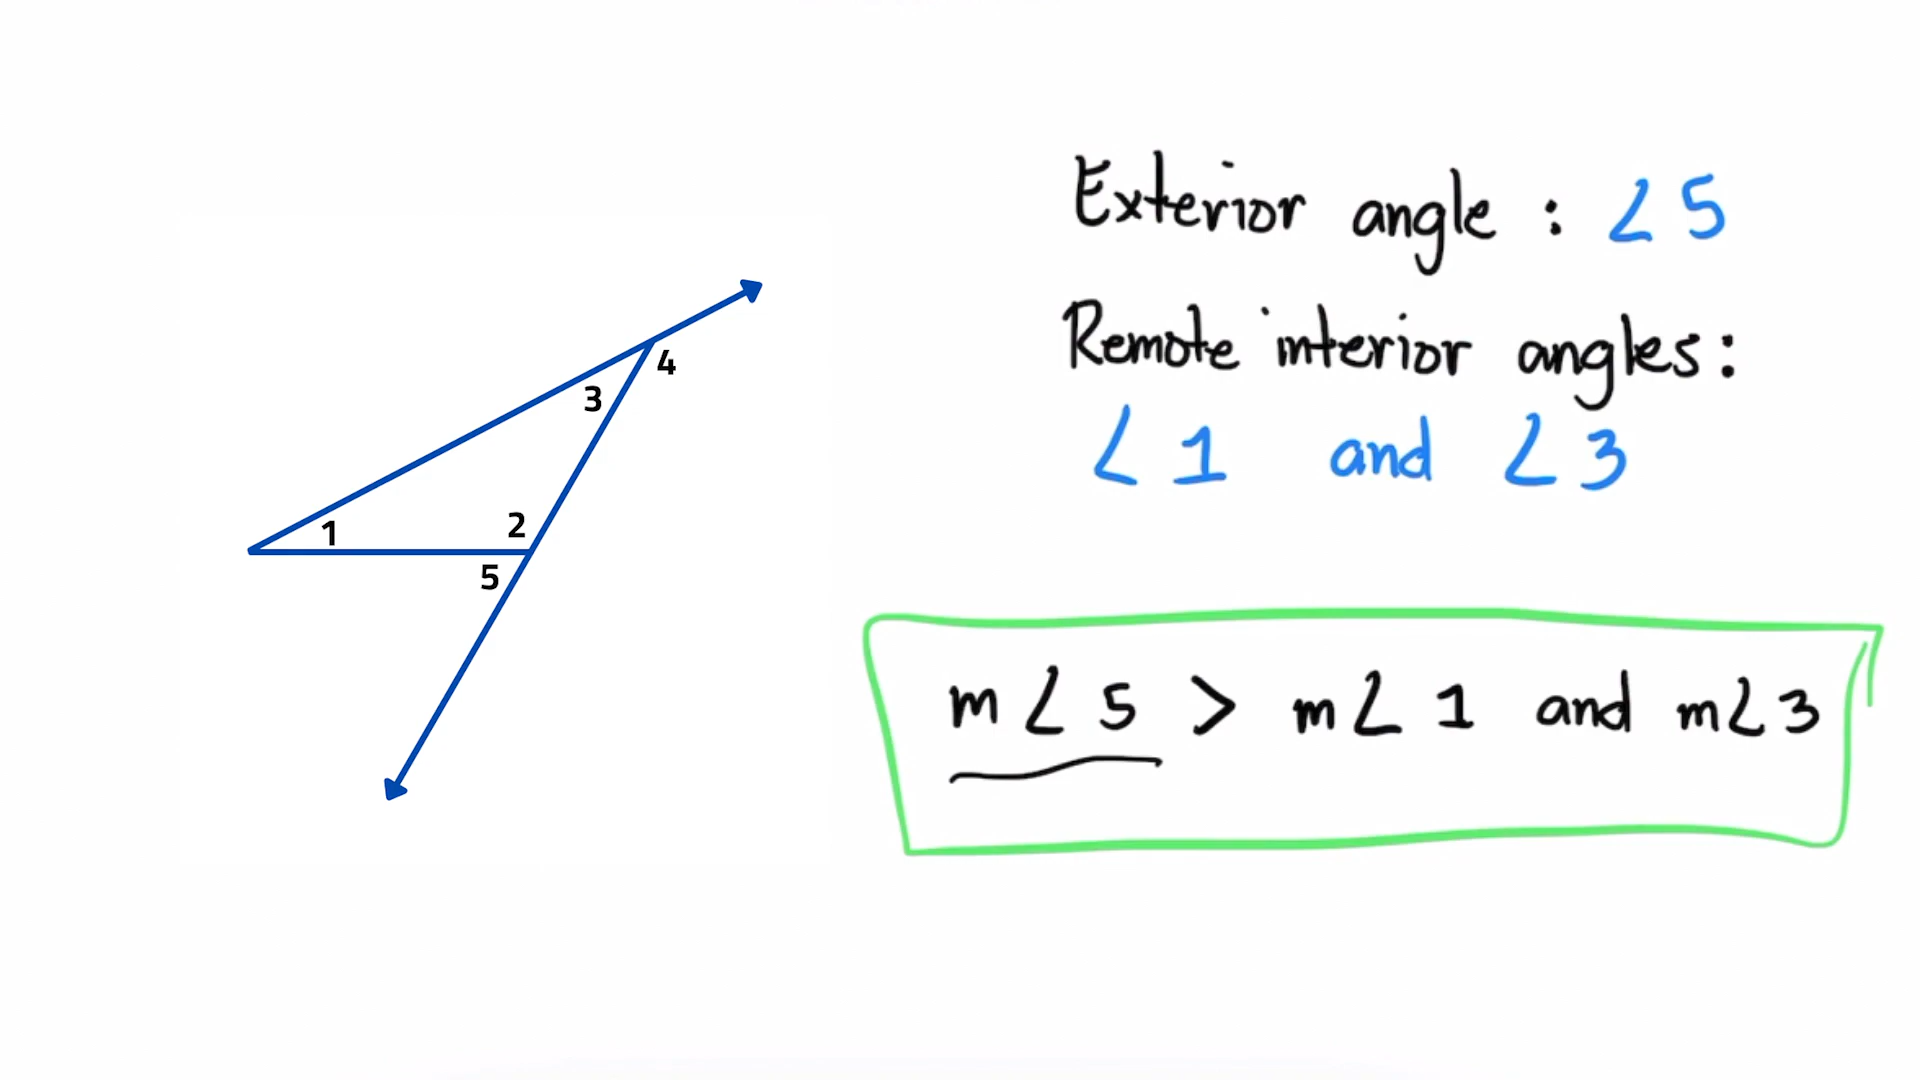 Exterior angle : ∠5
Remote interior angles:
∠1 and ∠3
4
3
1
2
5
m∠5 > m∠1 and m∠3